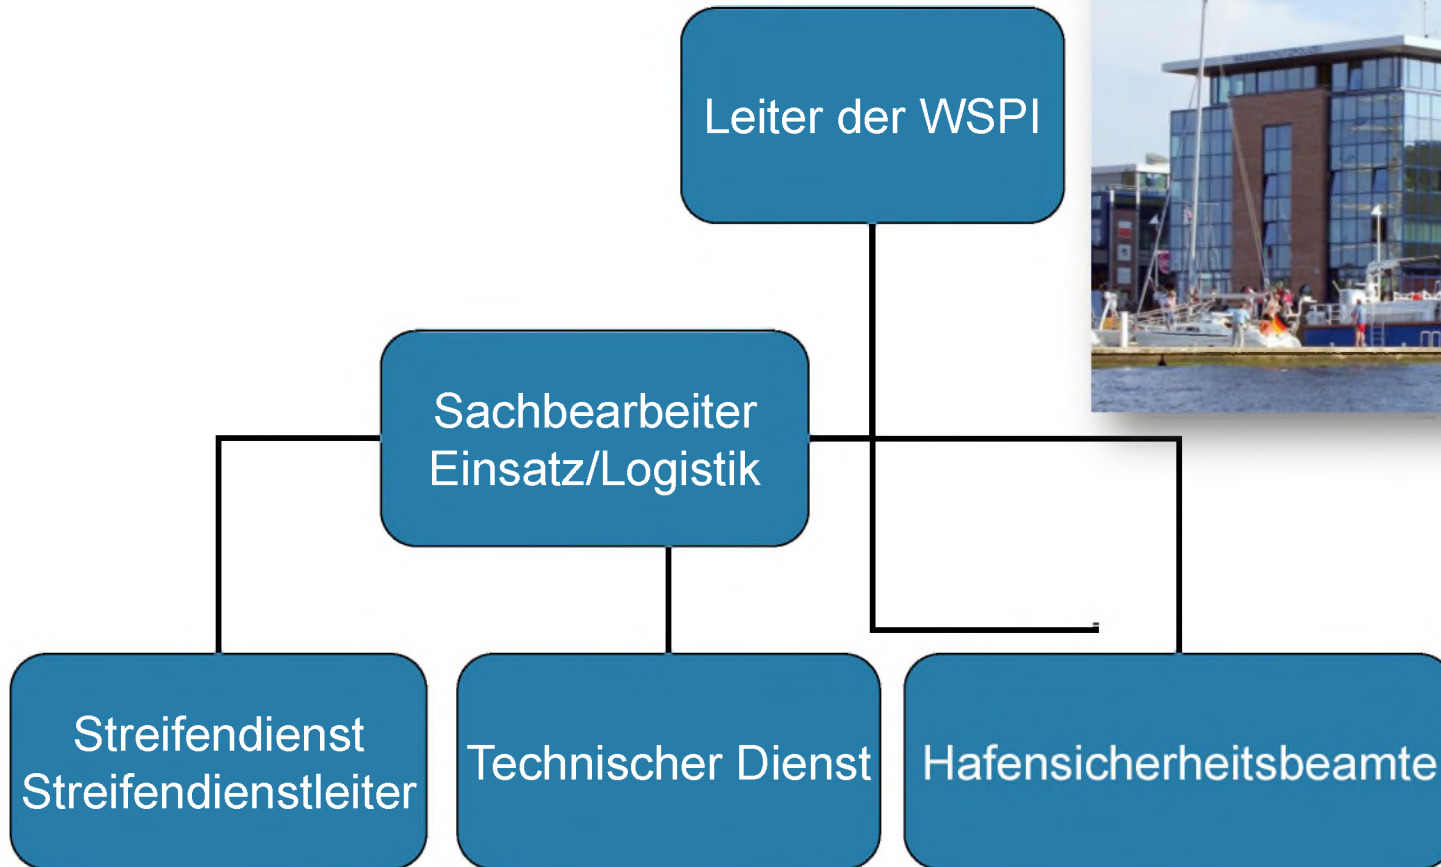 Leiter der WSPI
Sachbearbeiter
Einsatz/Logistik
Streifendienst
Streifendienstleiter
Technischer Dienst
Hafensicherheitsbeamte